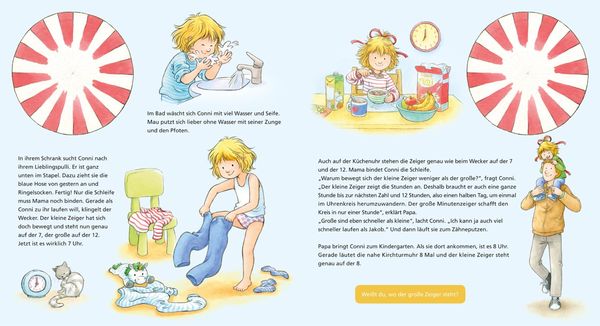 Im Bad wäscht sich Conni mit viel Wasser und Seife.
Mau putzt sich lieber ohne Wasser mit seiner Zunge
und den Pfoten.
In ihrem Schrank sucht Conni nach
ihrem Lieblingspulli. Er ist ganz
unten im Stapel. Dazu zieht sie die
blaue Hose von gestern an und
Ringelsocken. Fertig! Nur die Schleife
muss Mama noch binden. Gerade als
Conni zu ihr laufen will, klingelt der
Wecker. Der kleine Zeiger hat sich
doch bewegt und steht nun genau
auf der 7, der große auf der 12.
Jetzt ist es wirklich 7 Uhr.
Auch auf der Küchenuhr stehen die Zeiger genau wie beim Wecker auf der 7
und der 12. Mama bindet Conni die Schleife.
„Warum bewegt sich der kleine Zeiger weniger als der große?", fragt Conni.
„Der kleine Zeiger zeigt die Stunden an. Deshalb braucht er auch eine ganze
Stunde bis zur nächsten Zahl und 12 Stunden, also einen halben Tag, um einmal
im Uhrenkreis herumzuwandern. Der große Minutenzeiger schafft den
Kreis in nur einer Stunde", erklärt Papa.
„Große sind eben schneller als kleine", lacht Conni. „Ich kann ja auch viel
schneller laufen als Jakob." Und dann läuft sie zum Zähneputzen.
Papa bringt Conni zum Kindergarten. Als sie dort ankommen, ist es 8 Uhr.
Gerade läutet die nahe Kirchturmuhr 8 Mal und der kleine Zeiger steht
genau auf der 8.
Weißt du, wo der große Zeiger steht?